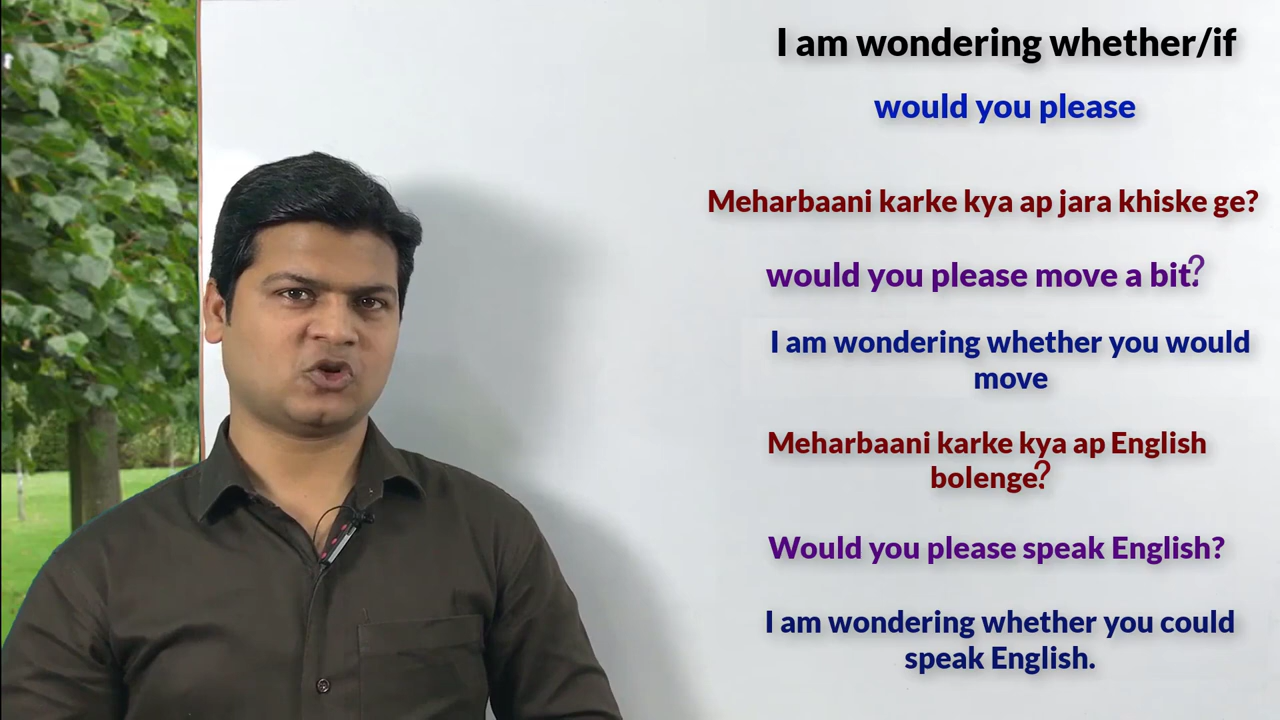 I am wondering whether/if
would you please
Meharbaani karke kya ap jara khiske ge?
would you please move a bit?
I am wondering whether you would
move
Meharbaani karke kya ap English
bolenge?
Would you please speak English?
I am wondering whether you could
speak English.